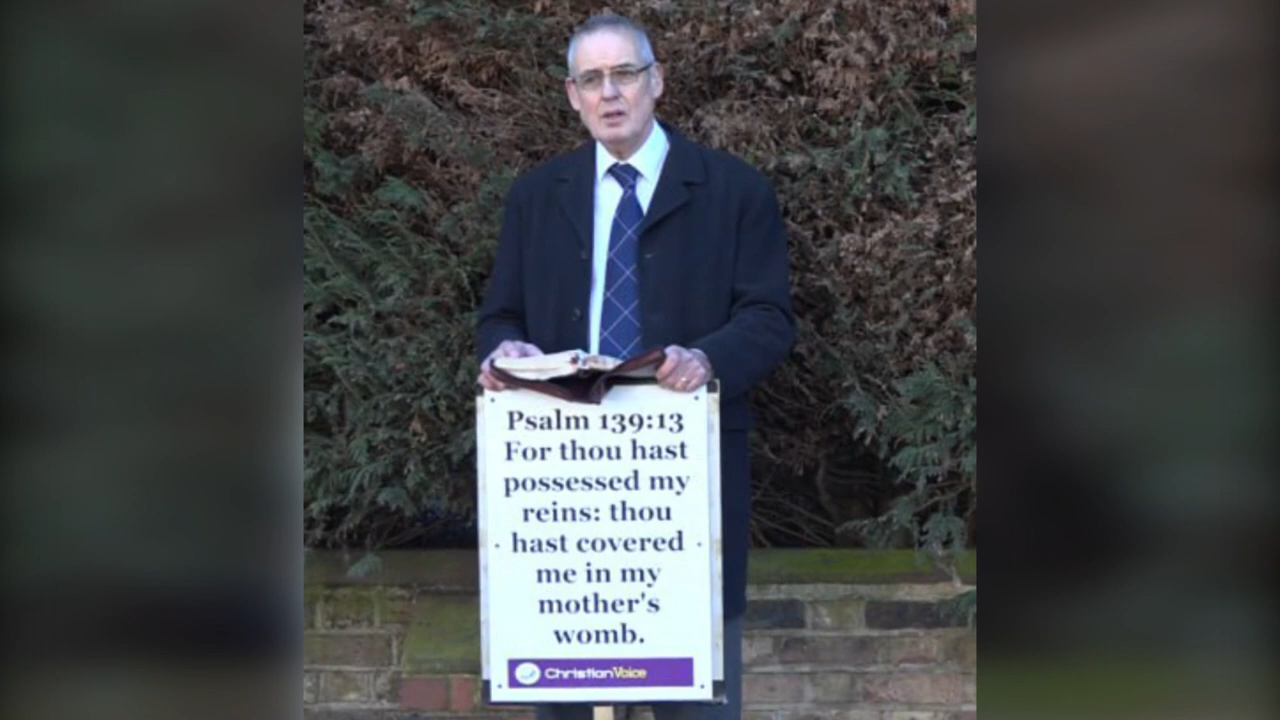 Psalm 139:13
For thou hast
possessed my
reins: thou
hast covered
me in my
mother's
womb.
ChristianVoice